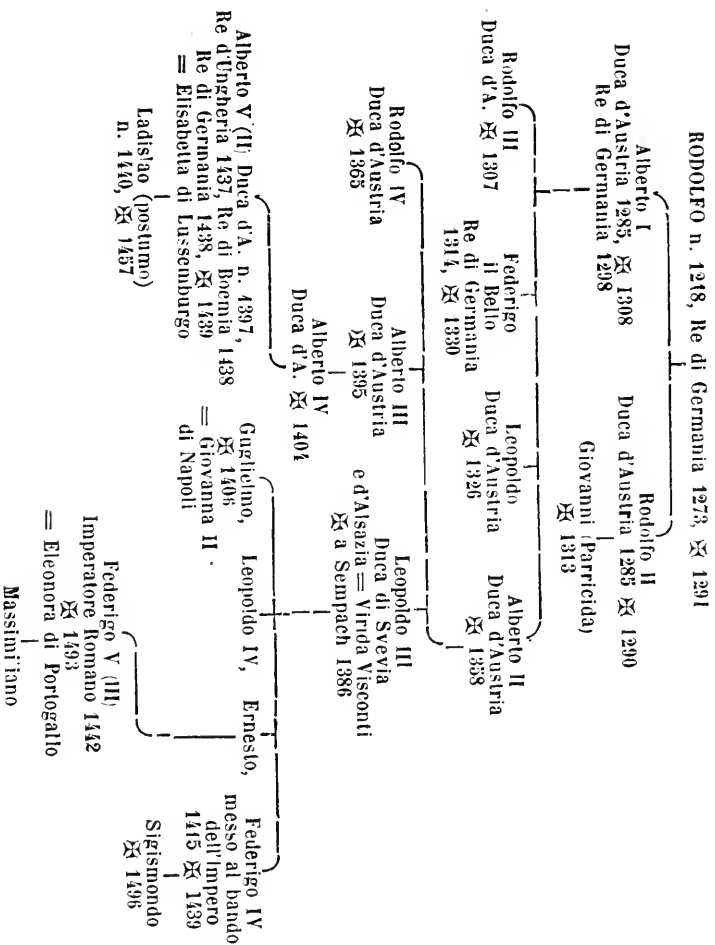 RODOLFO n. 1218, Re di Germania 1273, ✠ 1291
Alberto I
Duca d'Austria 1285, ✠ 1308
Re di Germania 1298
Rodolfo II
Duca d'Austria 1285 ✠ 1290
Giovanni (Parricida)
✠ 1313
Rodolfo III
Duca d'A. ✠ 1307
Federigo
il Bello
Re di Germania
1314, ✠ 1330
Leopoldo
Duca d'Austria
✠ 1326
Alberto II
Duca d'Austria
✠ 1358
Rodolfo IV
Duca d'Austria
✠ 1365
Alberto III
Duca d'Austria
✠ 1395
Leopoldo III
Duca di Svevia
e d'Alsazia = Virida Visconti
✠ a Sempach 1386
Alberto IV
Duca d'A. ✠ 1404
Guglielmo,
✠ 1406
= Giovanna II
di Napoli
Leopoldo IV,
Ernesto,
Federigo IV
messo al bando
dell'Impero
1415 ✠ 1439
Alberto V (II) Duca d'A. n. 1397,
Re d'Ungheria 1437, Re di Boemia 1438
Re di Germania 1438, ✠ 1439
= Elisabetta di Lussemburgo
Ladislao (postumo)
n. 1440, ✠ 1457
Federigo V (III)
Imperatore Romano 1442
✠ 1493
= Eleonora di Portogallo
Sigismondo
✠ 1496
Massimiliano